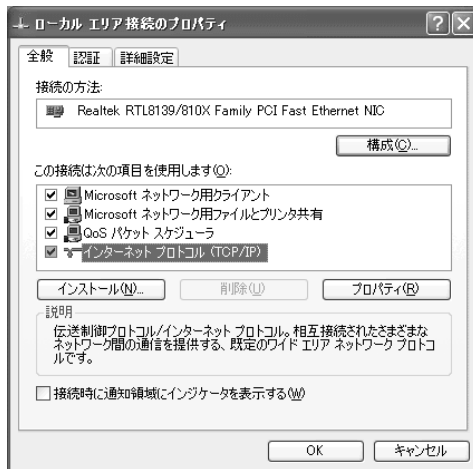 ローカル エリア接続のプロパティ
全般 認証 詳細設定
接続の方法:
Realtek RTL8139/810X Family PCI Fast Ethernet NIC
構成(C)...
この接続は次の項目を使用します(O):
Microsoft ネットワーク用クライアント
Microsoft ネットワーク用ファイルとプリンタ共有
QoS パケット スケジューラ
インターネット プロトコル (TCP/IP)
インストール(N)... 削除(U) プロパティ(R)
説明
伝送制御プロトコル/インターネット プロトコル。相互接続されたさまざまな
ネットワーク間の通信を提供する、既定のワイド エリア ネットワーク プロトコ
ルです。
接続時に通知領域にインジケータを表示する(W)
OK キャンセル